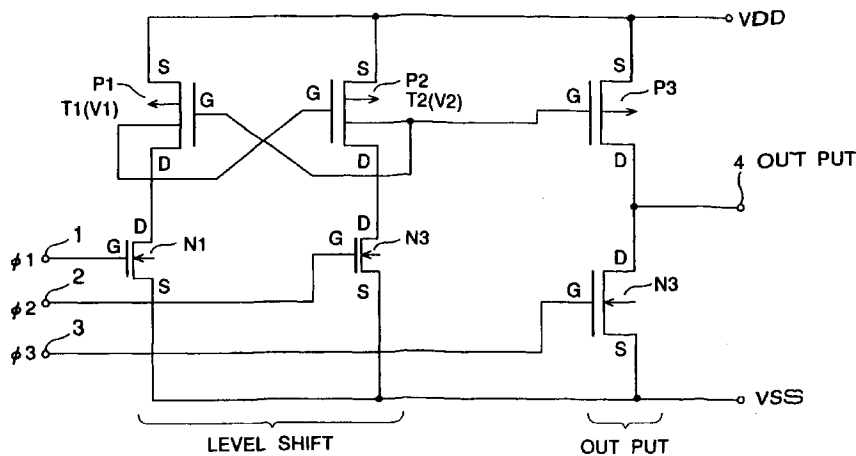 VDD
S
S
S
P1
P2
P3
G
G
G
T1(V1)
T2(V2)
D
D
D
4 OUT PUT
D
D
D
1
G
N1
G
N3
φ1
2
S
S
G
N3
φ2
3
φ3
S
VSS
LEVEL SHIFT
OUT PUT